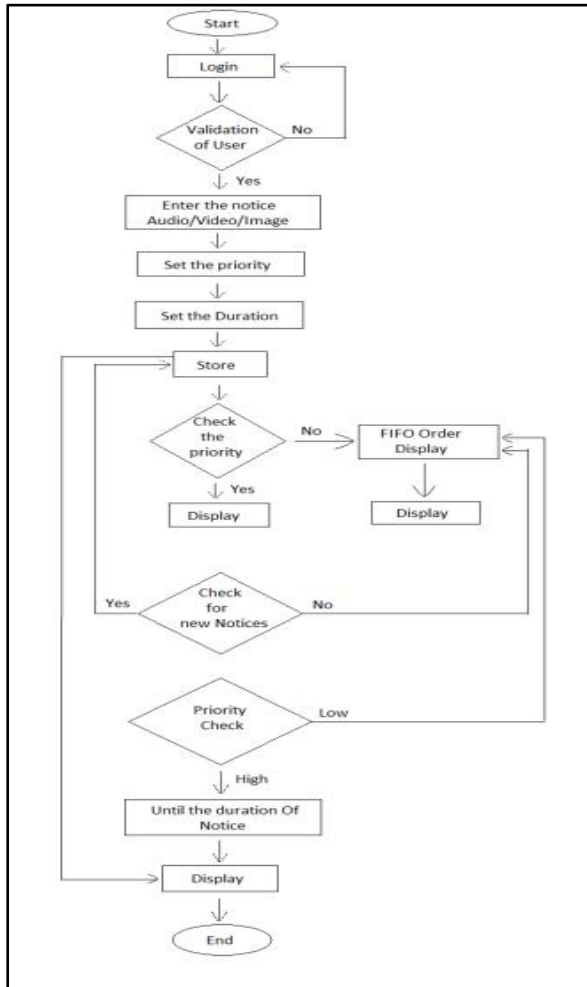 Start
Login
Validation
of User
No
Yes
Enter the notice
Audio/Video/Image
Set the priority
Set the Duration
Store
Check
the
priority
No
FIFO Order
Display
Yes
Display
Display
Check
for
new Notices
Yes
No
Priority
Check
Low
High
Until the duration Of
Notice
Display
End